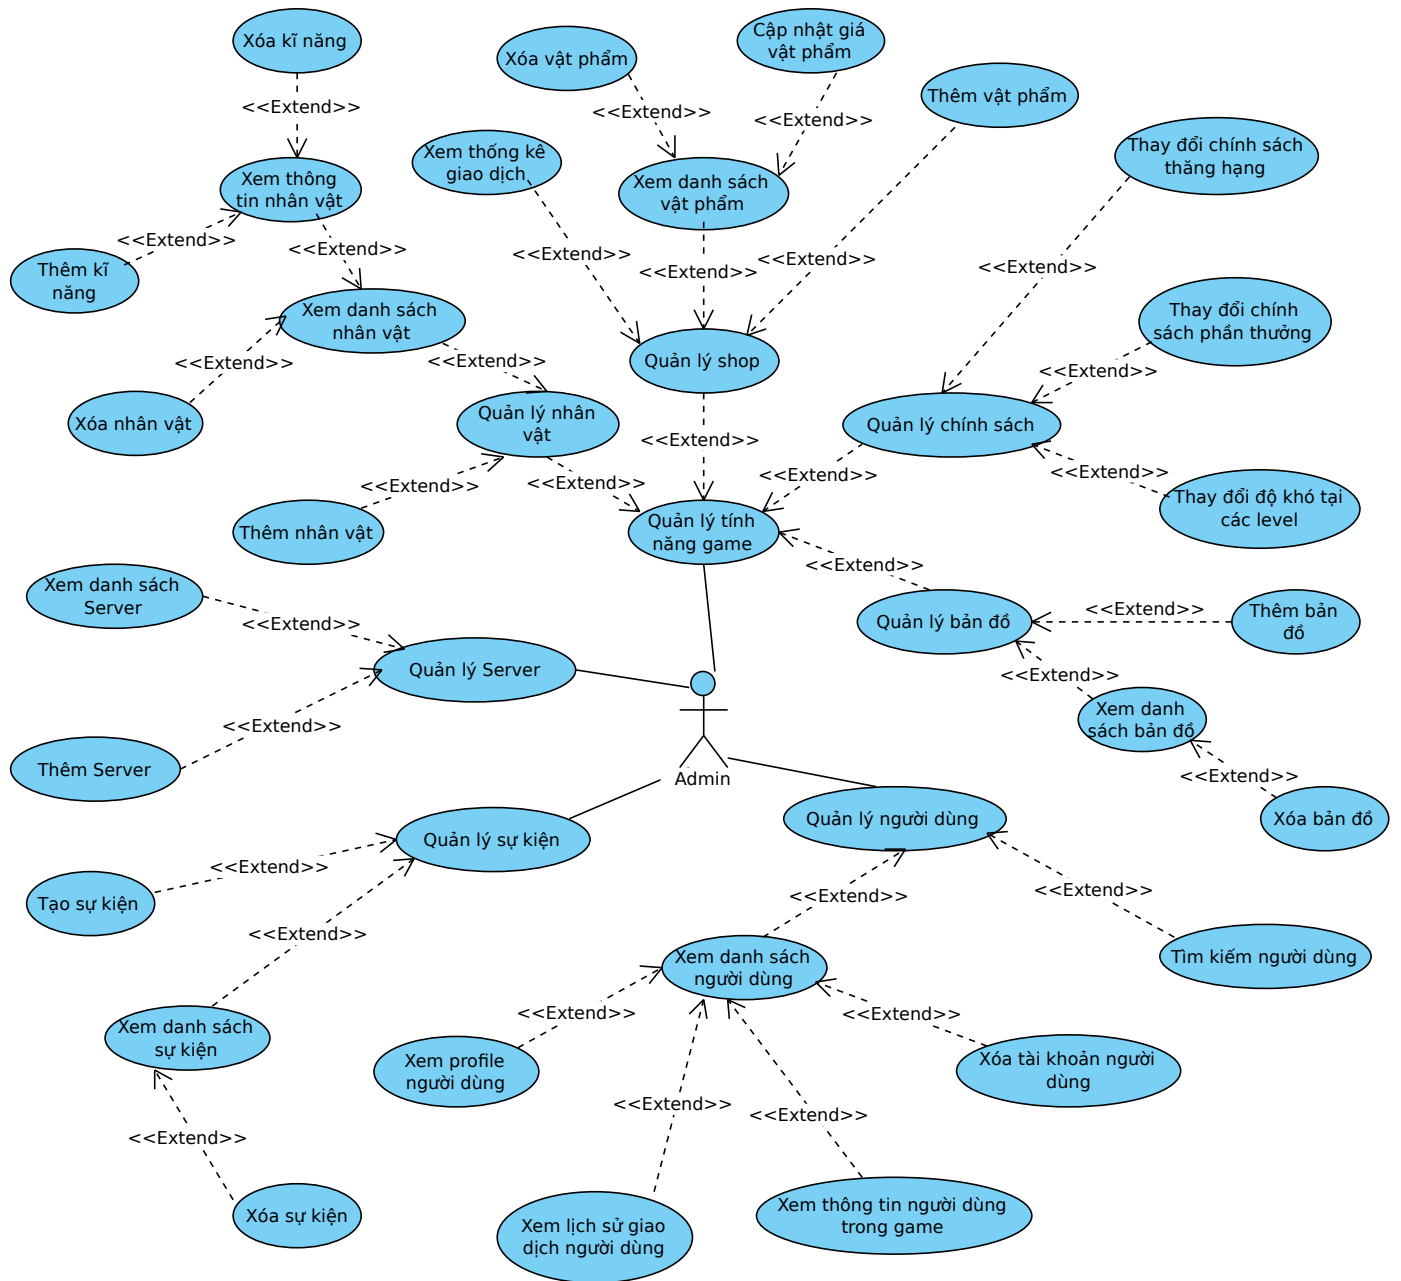 Xóa kĩ năng
Xóa vật phẩm
Cập nhật giá
vật phẩm
Thêm vật phẩm
<<Extend>>
<<Extend>>
<<Extend>>
Xem thống kê
giao dịch
Thay đổi chính sách
thăng hạng
Xem thông
tin nhân vật
Xem danh sách
vật phẩm
<<Extend>>
<<Extend>>
<<Extend>>
<<Extend>>
<<Extend>>
<<Extend>>
Thêm kĩ
năng
Xem danh sách
nhân vật
Thay đổi chính
sách phần thưởng
<<Extend>>
<<Extend>>
Quản lý shop
<<Extend>>
Xóa nhân vật
Quản lý nhân
vật
Quản lý chính sách
<<Extend>>
<<Extend>>
<<Extend>>
<<Extend>>
<<Extend>>
Thay đổi độ khó tại
các level
Thêm nhân vật
Quản lý tính
năng game
<<Extend>>
Xem danh sách
Server
<<Extend>>
Quản lý bản đồ
<<Extend>>
Thêm bản
đồ
Quản lý Server
<<Extend>>
<<Extend>>
Xem danh
sách bản đồ
Thêm Server
Admin
<<Extend>>
Quản lý sự kiện
Quản lý người dùng
Xóa bản đồ
<<Extend>>
Tạo sự kiện
<<Extend>>
<<Extend>>
<<Extend>>
Xem danh sách
người dùng
Tìm kiếm người dùng
Xem danh sách
sự kiện
<<Extend>>
<<Extend>>
Xem profile
người dùng
Xóa tài khoản người
dùng
<<Extend>>
<<Extend>>
<<Extend>>
Xóa sự kiện
Xem lịch sử giao
dịch người dùng
Xem thông tin người dùng
trong game